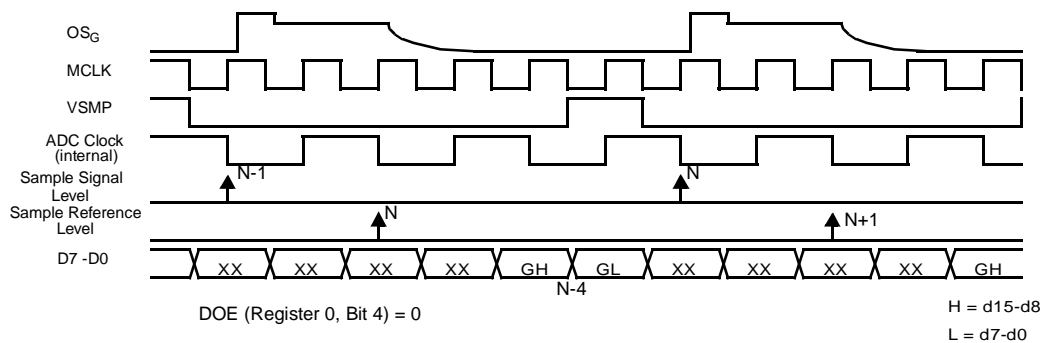 OSG
MCLK
VSMP
ADC Clock
(internal)
Sample Signal
Level
N-1
N
Sample Reference
Level
N
N+1
D7 -D0
XX XX XX XX GH GL XX XX XX XX GH
N-4
DOE (Register 0, Bit 4) = 0
H = d15-d8
L = d7-d0